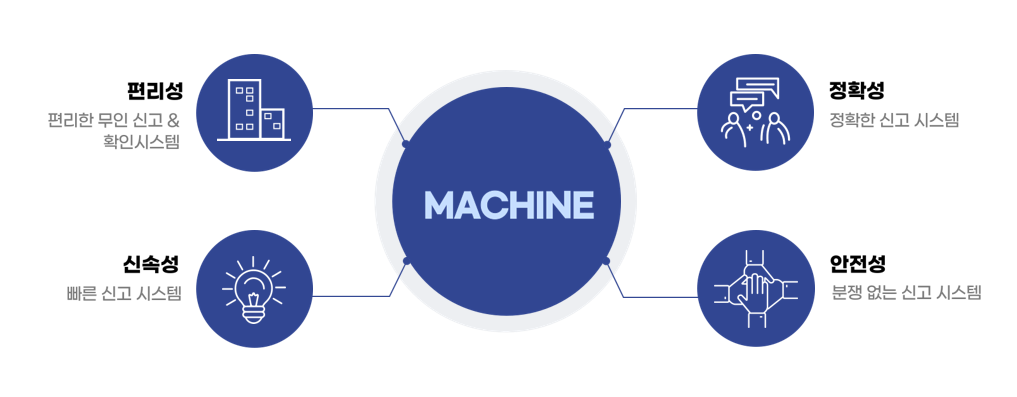 편리성
편리한 무인 신고 &
확인시스템
정확성
정확한 신고 시스템
MACHINE
신속성
빠른 신고 시스템
안전성
분쟁 없는 신고 시스템